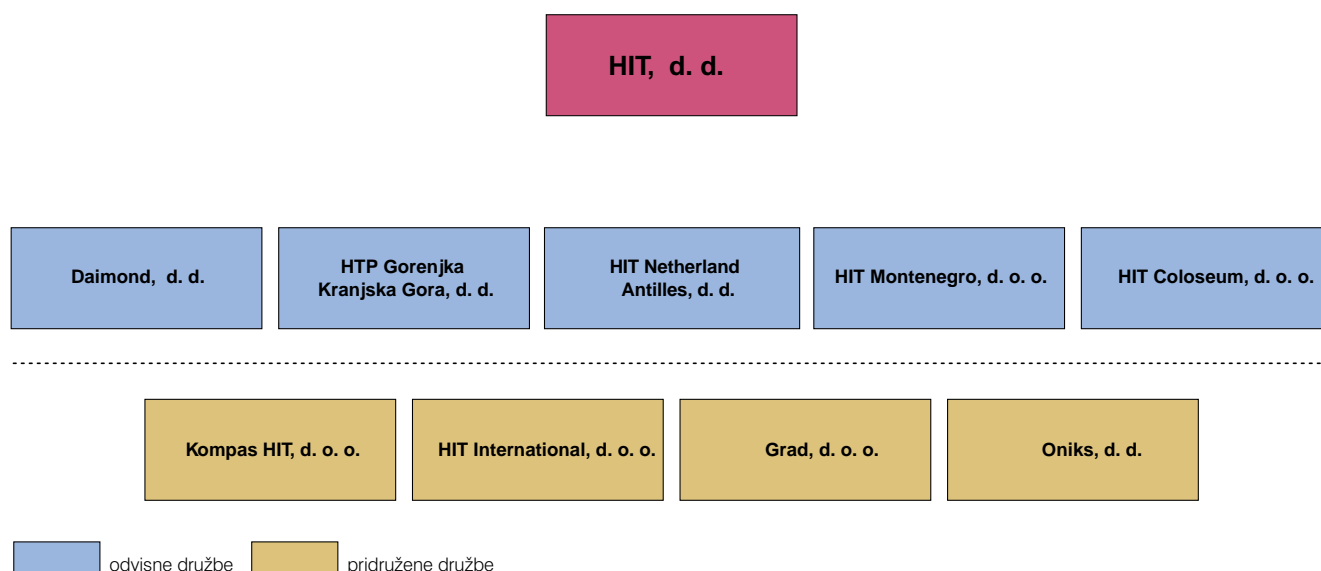 HIT, d. d.
Daimond, d. d.
HTP Gorenjka
Kranjska Gora, d. d.
HIT Netherland
Antilles, d. d.
HIT Montenegro, d. o. o.
HIT Coloseum, d. o. o.
Kompas HIT, d. o. o.
HIT International, d. o. o.
Grad, d. o. o.
Oniks, d. d.
odvisne družbe
pridružene družbe